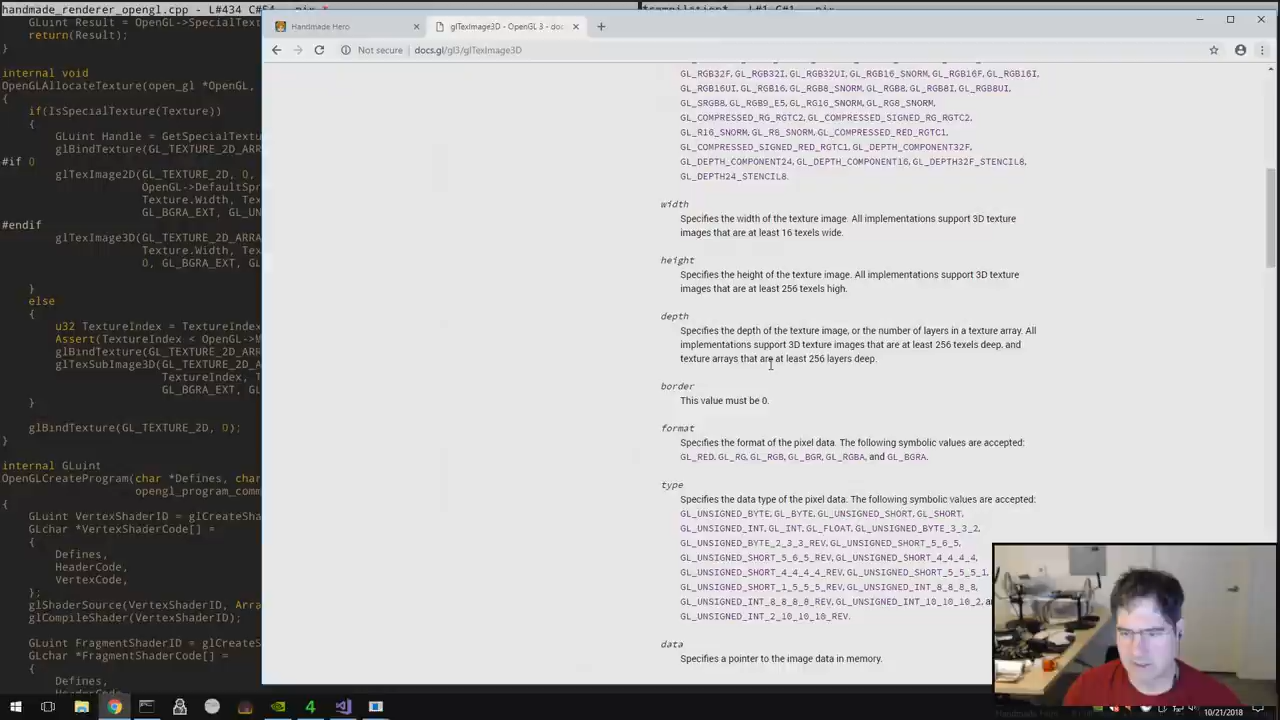 handmade_renderer_opengl.cpp - L#434 C#54
GLuint Result = OpenGL->SpecialText
return(Result);
}
internal void
OpenGLAllocateTexture(open_gl *OpenGL,
{
if(IsSpecialTexture(Texture))
{
GLuint Handle = GetSpecialTextu
glBindTexture(GL_TEXTURE_2D_ARR
#if 0
glTexImage2D(GL_TEXTURE_2D, 0,
OpenGL->DefaultSpr
Texture.Width, Tex
GL_BGRA_EXT, GL_UN
#endif
glTexImage3D(GL_TEXTURE_2D_ARRA
Texture.Width, Tex
0, GL_BGRA_EXT, GL
}
else
{
u32 TextureIndex = TextureIndex
Assert(TextureIndex < OpenGL->M
glBindTexture(GL_TEXTURE_2D_ARR
glTexSubImage3D(GL_TEXTURE_2D_A
TextureIndex, T
GL_BGRA_EXT, GL
}
glBindTexture(GL_TEXTURE_2D, 0);
}
internal GLuint
OpenGLCreateProgram(char *Defines, char
opengl_program_comm
{
GLuint VertexShaderID = glCreateSha
GLchar *VertexShaderCode[] =
{
Defines,
HeaderCode,
VertexCode,
};
glShaderSource(VertexShaderID, Arra
glCompileShader(VertexShaderID);
GLuint FragmentShaderID = glCreateS
GLchar *FragmentShaderCode[] =
{
Defines,
Handmade Hero
glTexImage3D - OpenGL 3 - doc
Not secure
docs.gl/gl3/glTexImage3D
GL_RGB32F, GL_RGB32I, GL_RGB32UI, GL_RGB16_SNORM, GL_RGB16F, GL_RGB16I,
GL_RGB16UI, GL_RGB16, GL_RGB8_SNORM, GL_RGB8, GL_RGB8I, GL_RGB8UI,
GL_SRGB8, GL_RGB9_E5, GL_RG16_SNORM, GL_RG8_SNORM,
GL_COMPRESSED_RG_RGTC2, GL_COMPRESSED_SIGNED_RG_RGTC2,
GL_R16_SNORM, GL_R8_SNORM, GL_COMPRESSED_RED_RGTC1,
GL_COMPRESSED_SIGNED_RED_RGTC1, GL_DEPTH_COMPONENT32F,
GL_DEPTH_COMPONENT24, GL_DEPTH_COMPONENT16, GL_DEPTH32F_STENCIL8,
GL_DEPTH24_STENCIL8.
width
Specifies the width of the texture image. All implementations support 3D texture
images that are at least 16 texels wide.
height
Specifies the height of the texture image. All implementations support 3D texture
images that are at least 256 texels high.
depth
Specifies the depth of the texture image, or the number of layers in a texture array. All
implementations support 3D texture images that are at least 256 texels deep, and
texture arrays that are at least 256 layers deep.
border
This value must be 0.
format
Specifies the format of the pixel data. The following symbolic values are accepted:
GL_RED, GL_RG, GL_RGB, GL_BGR, GL_RGBA, and GL_BGRA.
type
Specifies the data type of the pixel data. The following symbolic values are accepted:
GL_UNSIGNED_BYTE, GL_BYTE, GL_UNSIGNED_SHORT, GL_SHORT,
GL_UNSIGNED_INT, GL_INT, GL_FLOAT, GL_UNSIGNED_BYTE_3_3_2,
GL_UNSIGNED_BYTE_2_3_3_REV, GL_UNSIGNED_SHORT_5_6_5,
GL_UNSIGNED_SHORT_5_6_5_REV, GL_UNSIGNED_SHORT_4_4_4_4,
GL_UNSIGNED_SHORT_4_4_4_4_REV, GL_UNSIGNED_SHORT_5_5_5_1,
GL_UNSIGNED_SHORT_1_5_5_5_REV, GL_UNSIGNED_INT_8_8_8_8,
GL_UNSIGNED_INT_8_8_8_8_REV, GL_UNSIGNED_INT_10_10_10_2,
GL_UNSIGNED_INT_2_10_10_10_REV.
data
Specifies a pointer to the image data in memory.
10/21/2018